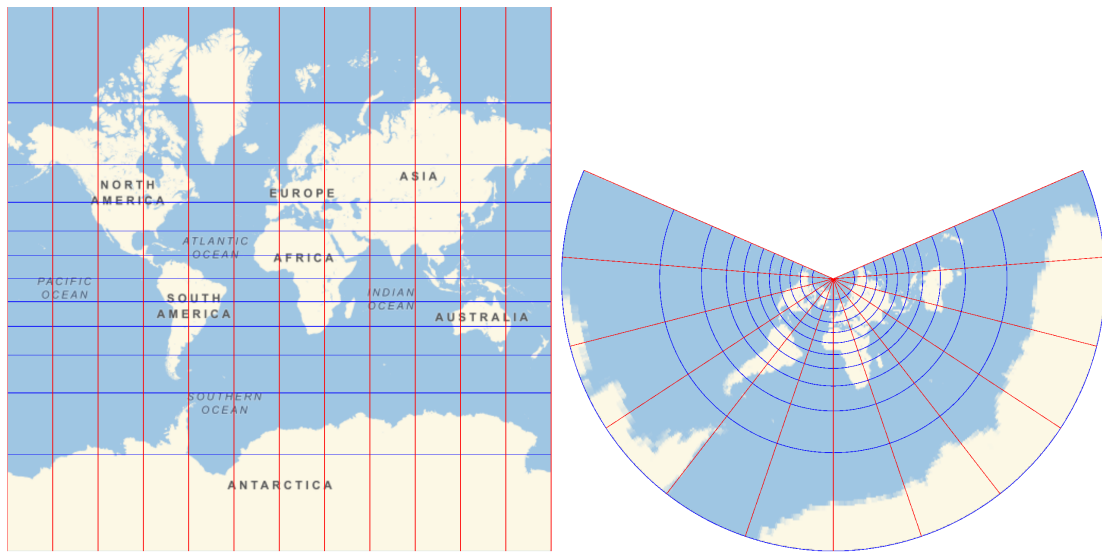 ASIA
NORTH
AMERICA
EUROPE
ATLANTIC
OCEAN
AFRICA
PACIFIC
OCEAN
INDIAN
OCEAN
SOUTH
AMERICA
AUSTRALIA
SOUTHERN
OCEAN
ANTARCTICA